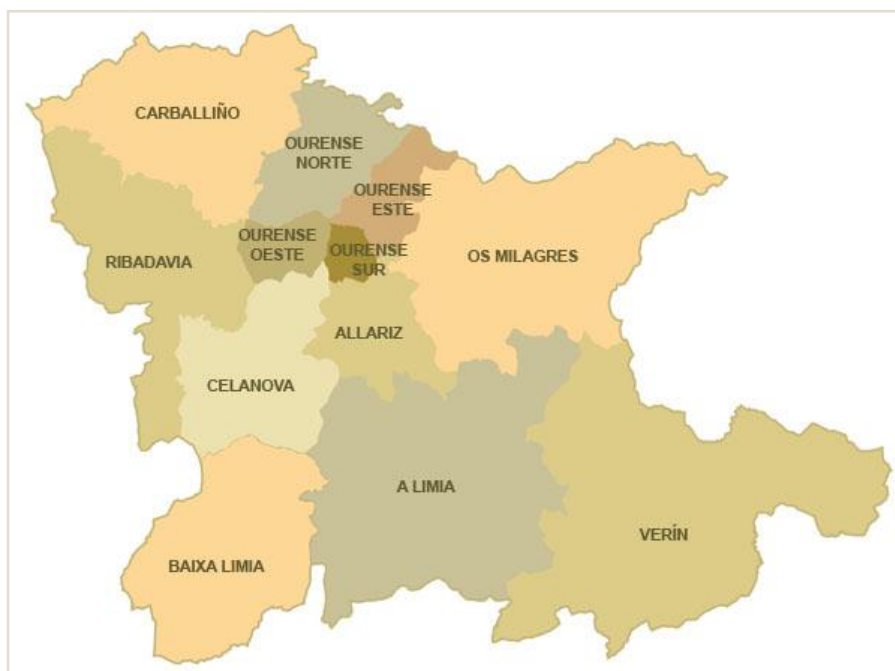 CARBALLIÑO
OURENSE
NORTE
OURENSE
ESTE
OURENSE
OESTE
OURENSE
SUR
RIBADAVIA
OS MILAGRES
ALLARIZ
CELANOVA
A LIMIA
VERÍN
BAIXA LIMIA